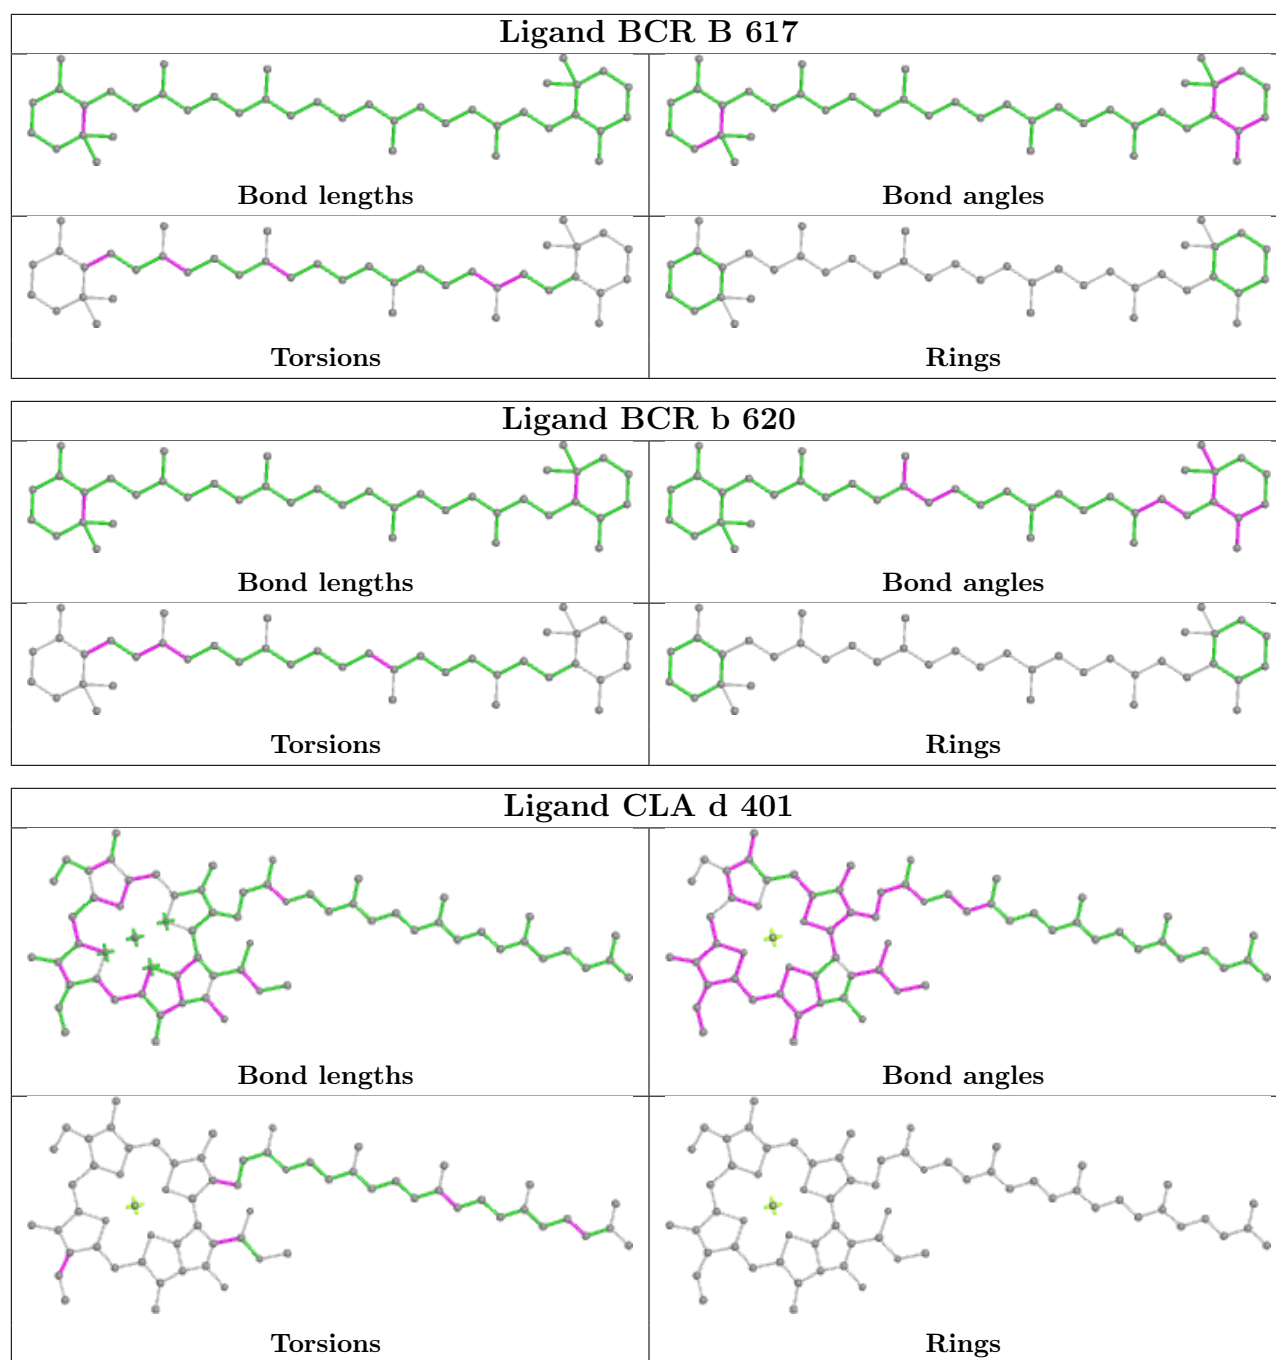 Ligand BCR B 617
Bond lengths
Bond angles
Torsions
Rings
Ligand BCR b 620
Bond lengths
Bond angles
Torsions
Rings
Ligand CLA d 401
Bond lengths
Bond angles
Torsions
Rings